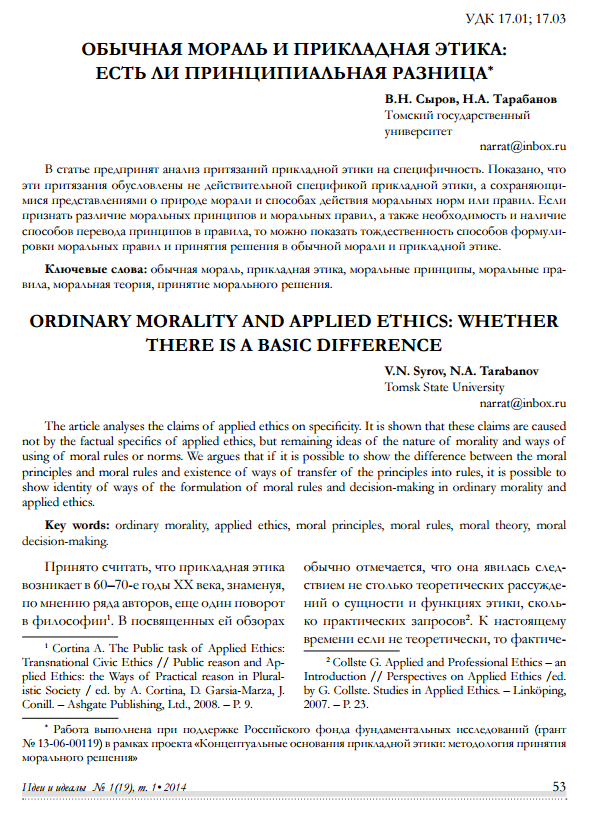 УДК 17.01; 17.03
ОБЫЧНАЯ МОРАЛЬ И ПРИКЛАДНАЯ ЭТИКА:
ЕСТЬ ЛИ ПРИНЦИПИАЛЬНАЯ РАЗНИЦА*
В.Н. Сыров, Н.А. Тарабанов
Томский государственный
университет
narrat@inbox.ru
В статье предпринят анализ притязаний прикладной этики на специфичность. Показано, что
эти притязания обусловлены не действительной спецификой прикладной этики, а сохраняющи-
мися представлениями о природе морали и способах действия моральных норм или правил. Если
признать различие моральных принципов и моральных правил, а также необходимость и наличие
способов перевода принципов в правила, то можно показать тождественность способов формули-
ровки моральных правил и принятия решения в обычной морали и прикладной этике.
Ключевые слова: обычная мораль, прикладная этика, моральные принципы, моральные пра-
вила, моральная теория, принятие морального решения.
ORDINARY MORALITY AND APPLIED ETHICS: WHETHER
THERE IS A BASIC DIFFERENCE
V.N. Syrov, N.A. Tarabanov
Tomsk State University
narrat@inbox.ru
The article analyses the claims of applied ethics on specificity. It is shown that these claims are caused
not by the factual specifics of applied ethics, but remaining ideas of the nature of morality and ways of
using of moral rules or norms. We argues that if it is possible to show the difference between the moral
principles and moral rules and existence of ways of transfer of the principles into rules, it is possible to
show identity of ways of the formulation of moral rules and decision-making in ordinary morality and
applied ethics.
Key words: ordinary morality, applied ethics, moral principles, moral rules, moral theory, moral
decision-making.
Принято считать, что прикладная этика
возникает в 60–70-е годы XX века, знаменуя,
по мнению ряда авторов, еще один поворот
в философии¹. В посвященных ей обзорах
¹ Cortina A. The Public task of Applied Ethics:
Transnational Civic Ethics // Public reason and Ap-
plied Ethics: the Ways of Practical reason in Plural-
istic Society / ed. by A. Cortina, D. Garsia-Marza, J.
Conill. – Ashgate Publishing, Ltd., 2008. – P. 9.
обычно отмечается, что она явилась след-
ствием не столько теоретических рассужде-
ний о сущности и функциях этики, сколь-
ко практических запросов². К настоящему
времени если не теоретически, то фактиче-
² Collste G. Applied and Professional Ethics – an
Introduction // Perspectives on Applied Ethics /ed.
by G. Collste. Studies in Applied Ethics. – Linköping,
2007. – P. 23.
* Работа выполнена при поддержке Российского фонда фундаментальных исследований (грант
№ 13-06-00119) в рамках проекта «Концептуальные основания прикладной этики: методология принятия
морального решения»
Идеи и идеалы № 1(19), т. 1• 2014
53